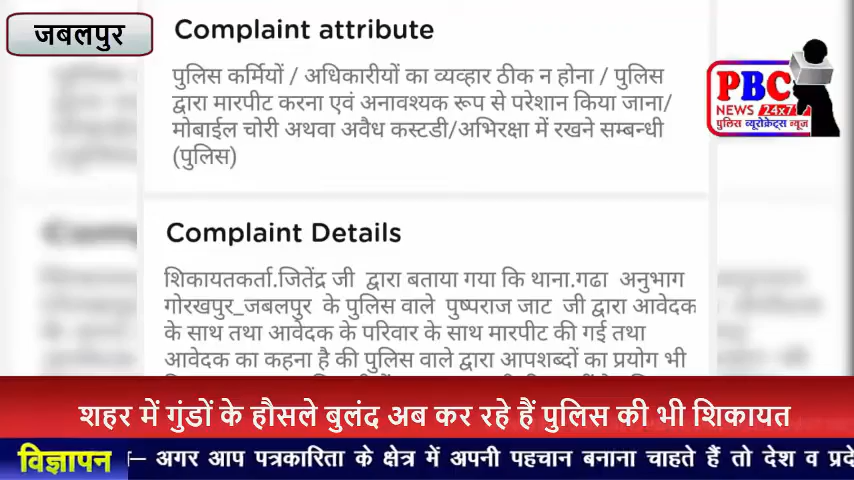 जबलपुर
Complaint attribute
पुलिस कर्मियों / अधिकारीयों का व्यव्हार ठीक न होना / पुलिस
द्वारा मारपीट करना एवं अनावश्यक रूप से परेशान किया जाना/
मोबाईल चोरी अथवा अवैध कस्टडी/अभिरक्षा में रखने सम्बन्धी
(पुलिस)
PBC
NEWS 24x7
पुलिस ब्यूरोक्रेट्स न्यूज
Complaint Details
शिकायतकर्ता.जितेंद्र जी द्वारा बताया गया कि थाना.गढा अनुभाग
गोरखपुर_जबलपुर के पुलिस वाले पुष्पराज जाट जी द्वारा आवेदक
के साथ तथा आवेदक के परिवार के साथ मारपीट की गई तथा
आवेदक का कहना है की पुलिस वाले द्वारा आपशब्दों का प्रयोग भी
शहर में गुंडों के हौसले बुलंद अब कर रहे हैं पुलिस की भी शिकायत
विज्ञापन
– अगर आप पत्रकारिता के क्षेत्र में अपनी पहचान बनाना चाहते हैं तो देश व प्रदे